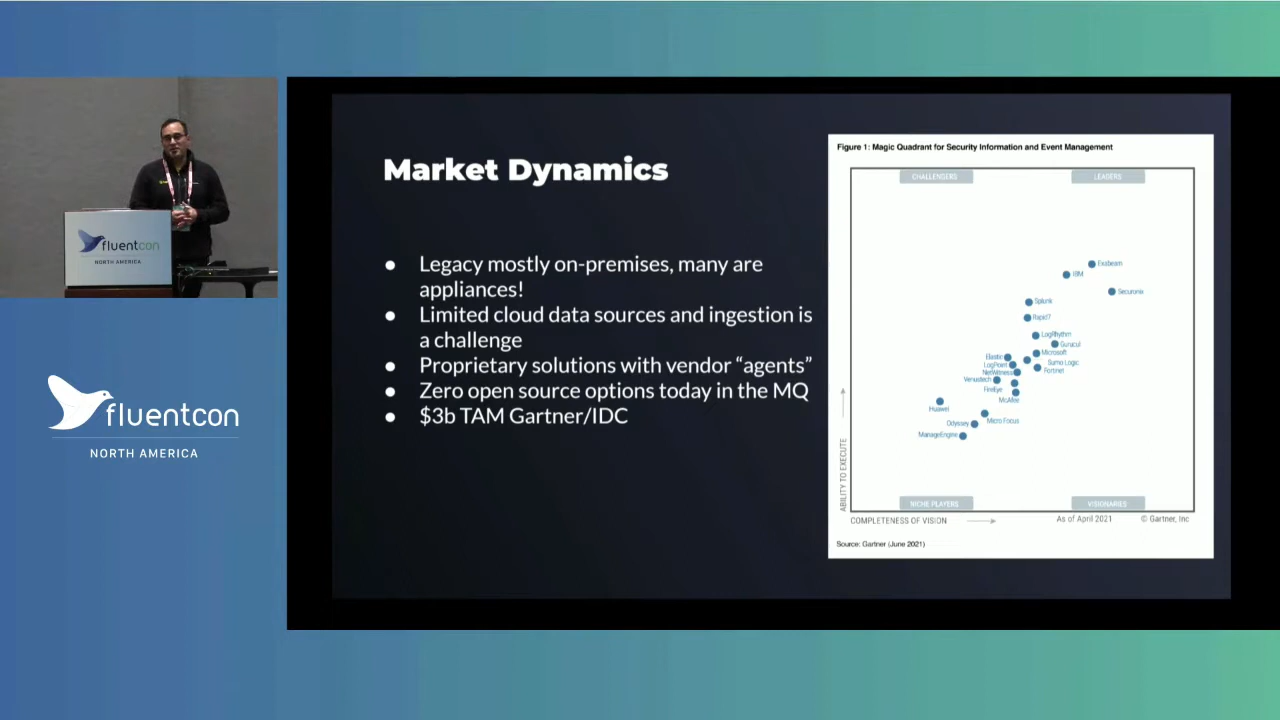 fluentcon
NORTH AMERICA
fluentcon
NORTH AMERICA
Market Dynamics
● Legacy mostly on-premises, many are
appliances!
● Limited cloud data sources and ingestion is
a challenge
● Proprietary solutions with vendor “agents”
● Zero open source options today in the MQ
● $3b TAM Gartner/IDC
Figure 1: Magic Quadrant for Security Information and Event Management
CHALLENGERS
LEADERS
Exabeam
IBM
Securonix
Splunk
Rapid7
LogRhythm
Gurucul
Microsoft
Elastic
LogPoint
Sumo Logic
NetWitness
Fortinet
Venustech
FireEye
McAfee
Huawei
Micro Focus
Odyssey
ManageEngine
ABILITY TO EXECUTE
NICHE PLAYERS
VISIONARIES
COMPLETENESS OF VISION
As of April 2021
© Gartner, Inc
Source: Gartner (June 2021)